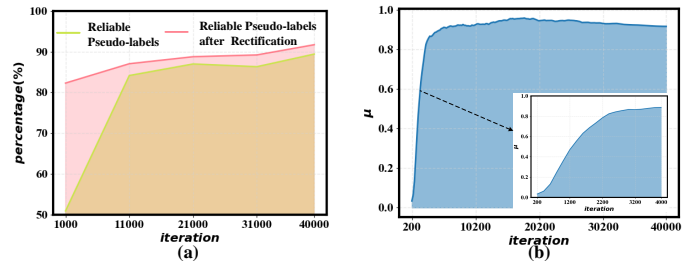 Reliable
Pseudo-labels
Reliable Pseudo-labels
after Rectification
percentage(%)
100
90
80
70
60
50
1000
11000
21000
31000
40000
iteration
(a)
μ
1.0
0.8
0.6
0.4
0.2
0.0
200
10200
20200
30200
40000
iteration
(b)
μ
1.0
0.8
0.6
0.4
0.2
0.0
200
1200
2200
3200
4000
iteration